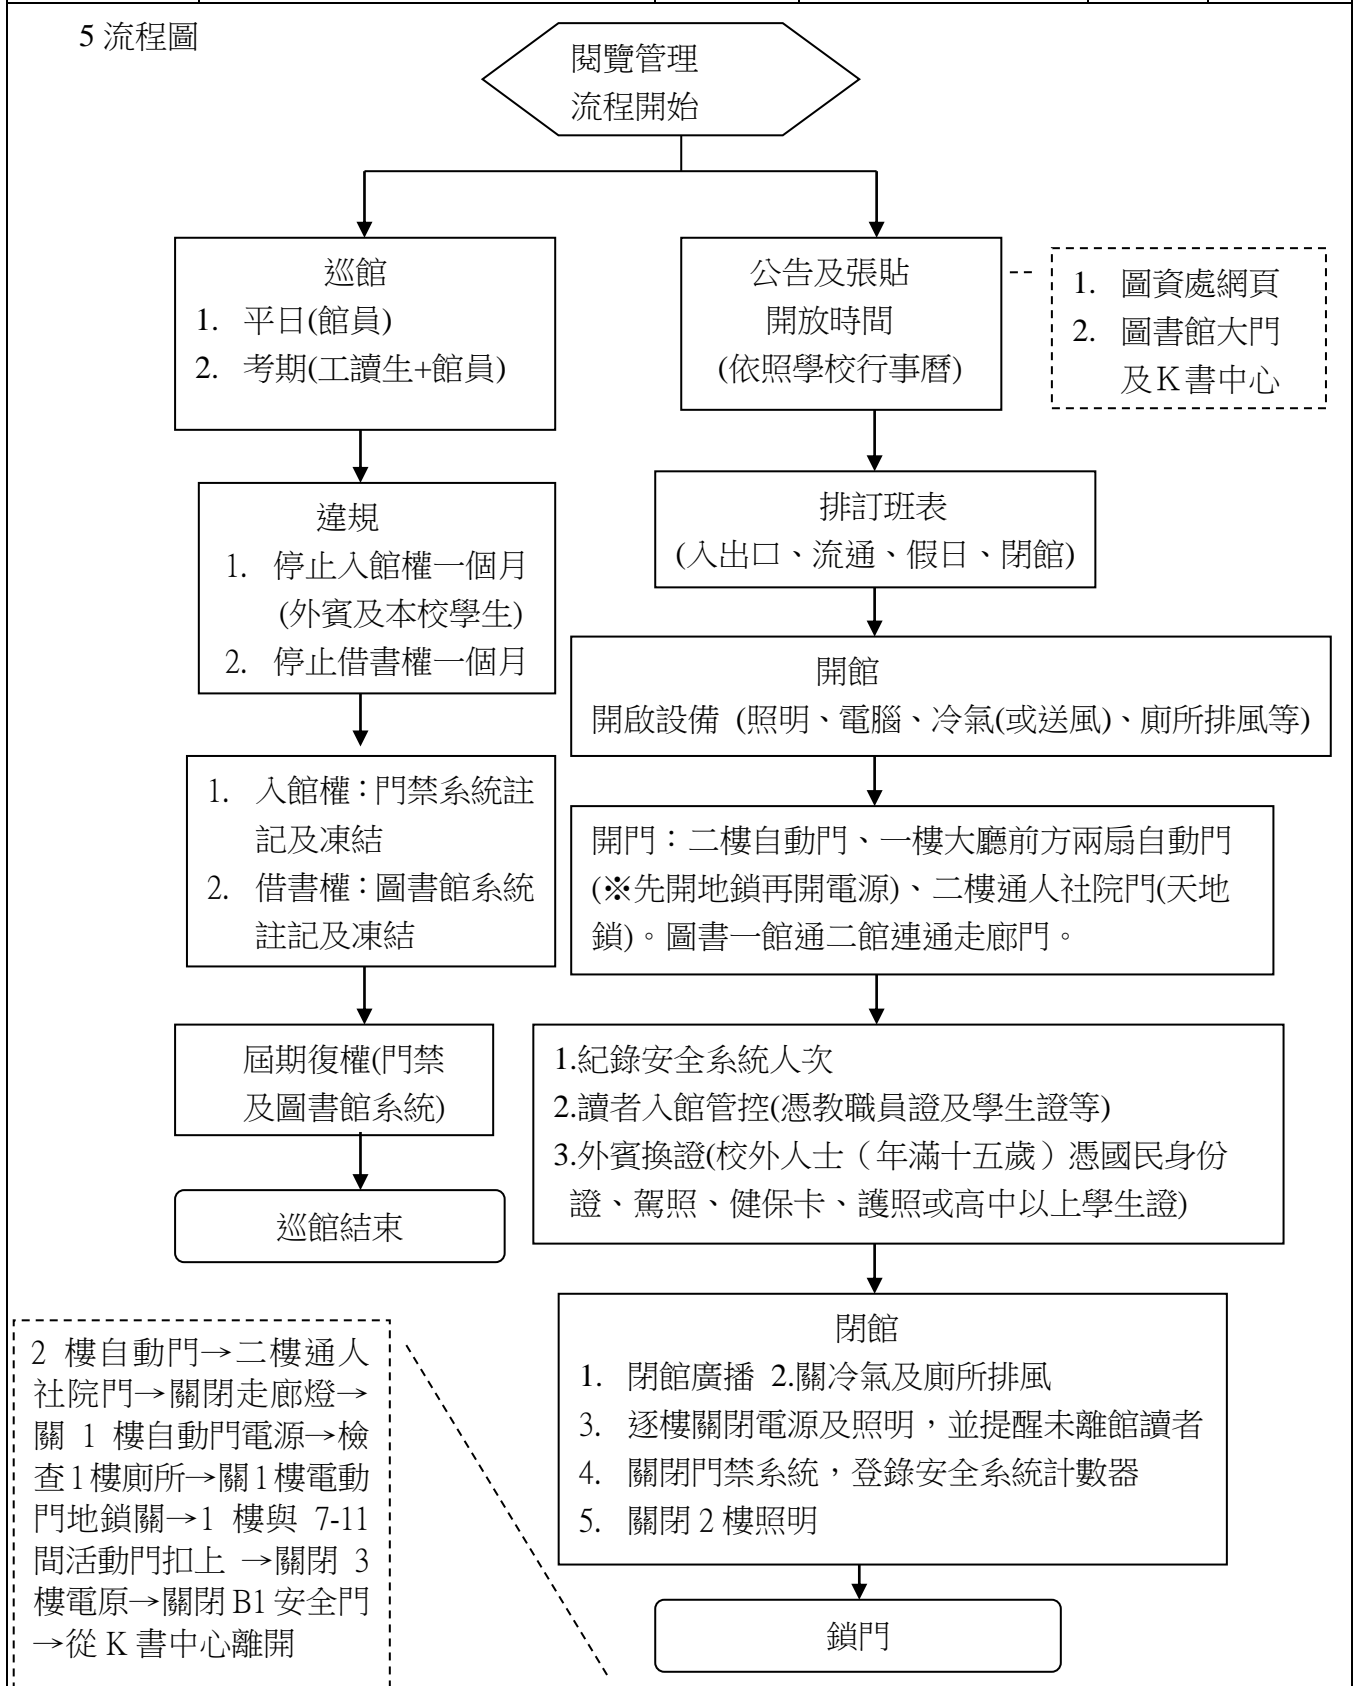 5 流程圖
閱覽管理
流程開始
巡館
1. 平日(館員)
2. 考期(工讀生+館員)
違規
1. 停止入館權一個月
(外賓及本校學生)
2. 停止借書權一個月
1. 入館權：門禁系統註
記及凍結
2. 借書權：圖書館系統
註記及凍結
屆期復權(門禁
及圖書館系統)
巡館結束
公告及張貼
開放時間
(依照學校行事曆)
1. 圖資處網頁
2. 圖書館大門
及K書中心
排訂班表
(入出口、流通、假日、閉館)
開館
開啟設備 (照明、電腦、冷氣(或送風)、廁所排風等)
開門：二樓自動門、一樓大廳前方兩扇自動門
(※先開地鎖再開電源)、二樓通人社院門(天地
鎖)。圖書一館通二館連通走廊門。
1.紀錄安全系統人次
2.讀者入館管控(憑教職員證及學生證等)
3.外賓換證(校外人士（年滿十五歲）憑國民身份
證、駕照、健保卡、護照或高中以上學生證)
閉館
1. 閉館廣播 2.關冷氣及廁所排風
3. 逐樓關閉電源及照明，並提醒未離館讀者
4. 關閉門禁系統，登錄安全系統計數器
5. 關閉 2 樓照明
鎖門
2 樓自動門→二樓通人
社院門→關閉走廊燈→
關 1 樓自動門電源→檢
查1樓廁所→關1樓電動
門地鎖關→1 樓與 7-11
間活動門扣上 →關閉 3
樓電原→關閉 B1 安全門
→從 K 書中心離開